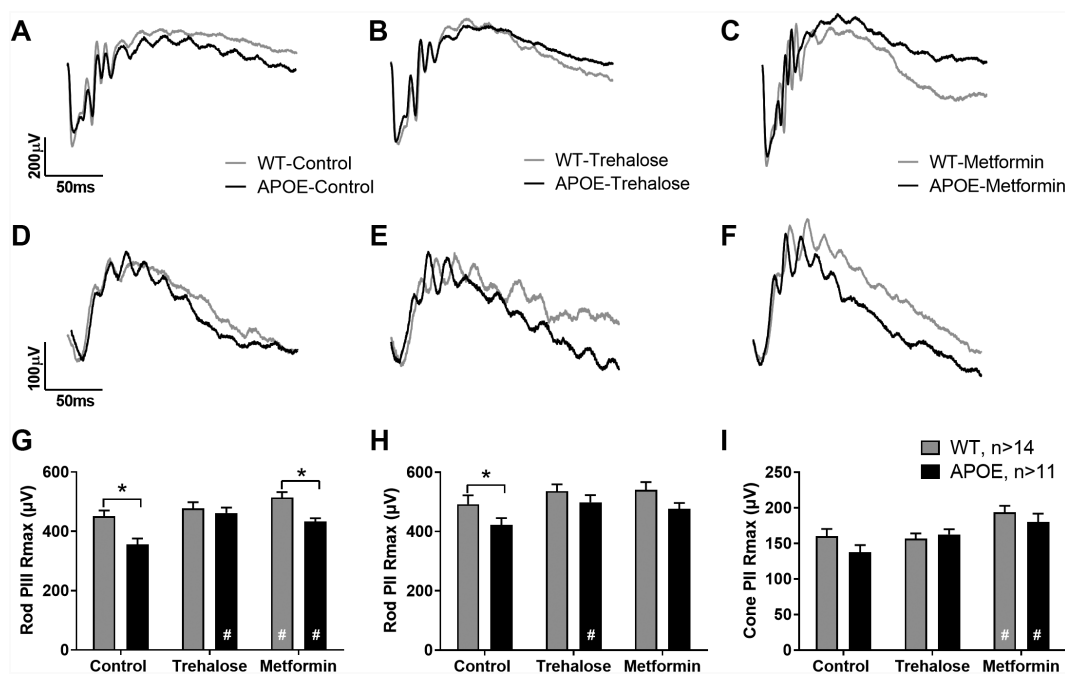 A
B
C
200μV
50ms
WT-Control
APOE-Control
WT-Trehalose
APOE-Trehalose
WT-Metformin
APOE-Metformin
D
E
F
100μV
50ms
G
Rod PIII Rmax (μV)
600
400
200
0
*
*
#
#
#
Control Trehalose Metformin
H
Rod PII Rmax (μV)
600
400
200
0
*
#
Control Trehalose Metformin
I
WT, n>14
APOE, n>11
Cone PII Rmax (μV)
250
200
150
100
50
0
# #
Control Trehalose Metformin